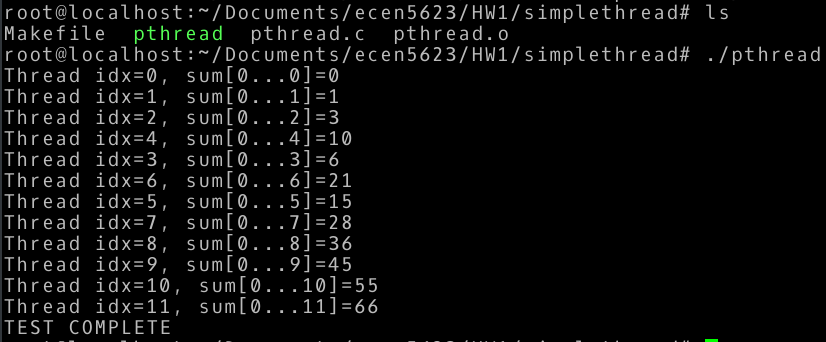 root@localhost:~/Documents/ecen5623/HW1/simplethread# ls
Makefile  pthread  pthread.c  pthread.o
root@localhost:~/Documents/ecen5623/HW1/simplethread# ./pthread
Thread idx=0, sum[0...0]=0
Thread idx=1, sum[0...1]=1
Thread idx=2, sum[0...2]=3
Thread idx=4, sum[0...4]=10
Thread idx=3, sum[0...3]=6
Thread idx=6, sum[0...6]=21
Thread idx=5, sum[0...5]=15
Thread idx=7, sum[0...7]=28
Thread idx=8, sum[0...8]=36
Thread idx=9, sum[0...9]=45
Thread idx=10, sum[0...10]=55
Thread idx=11, sum[0...11]=66
TEST COMPLETE